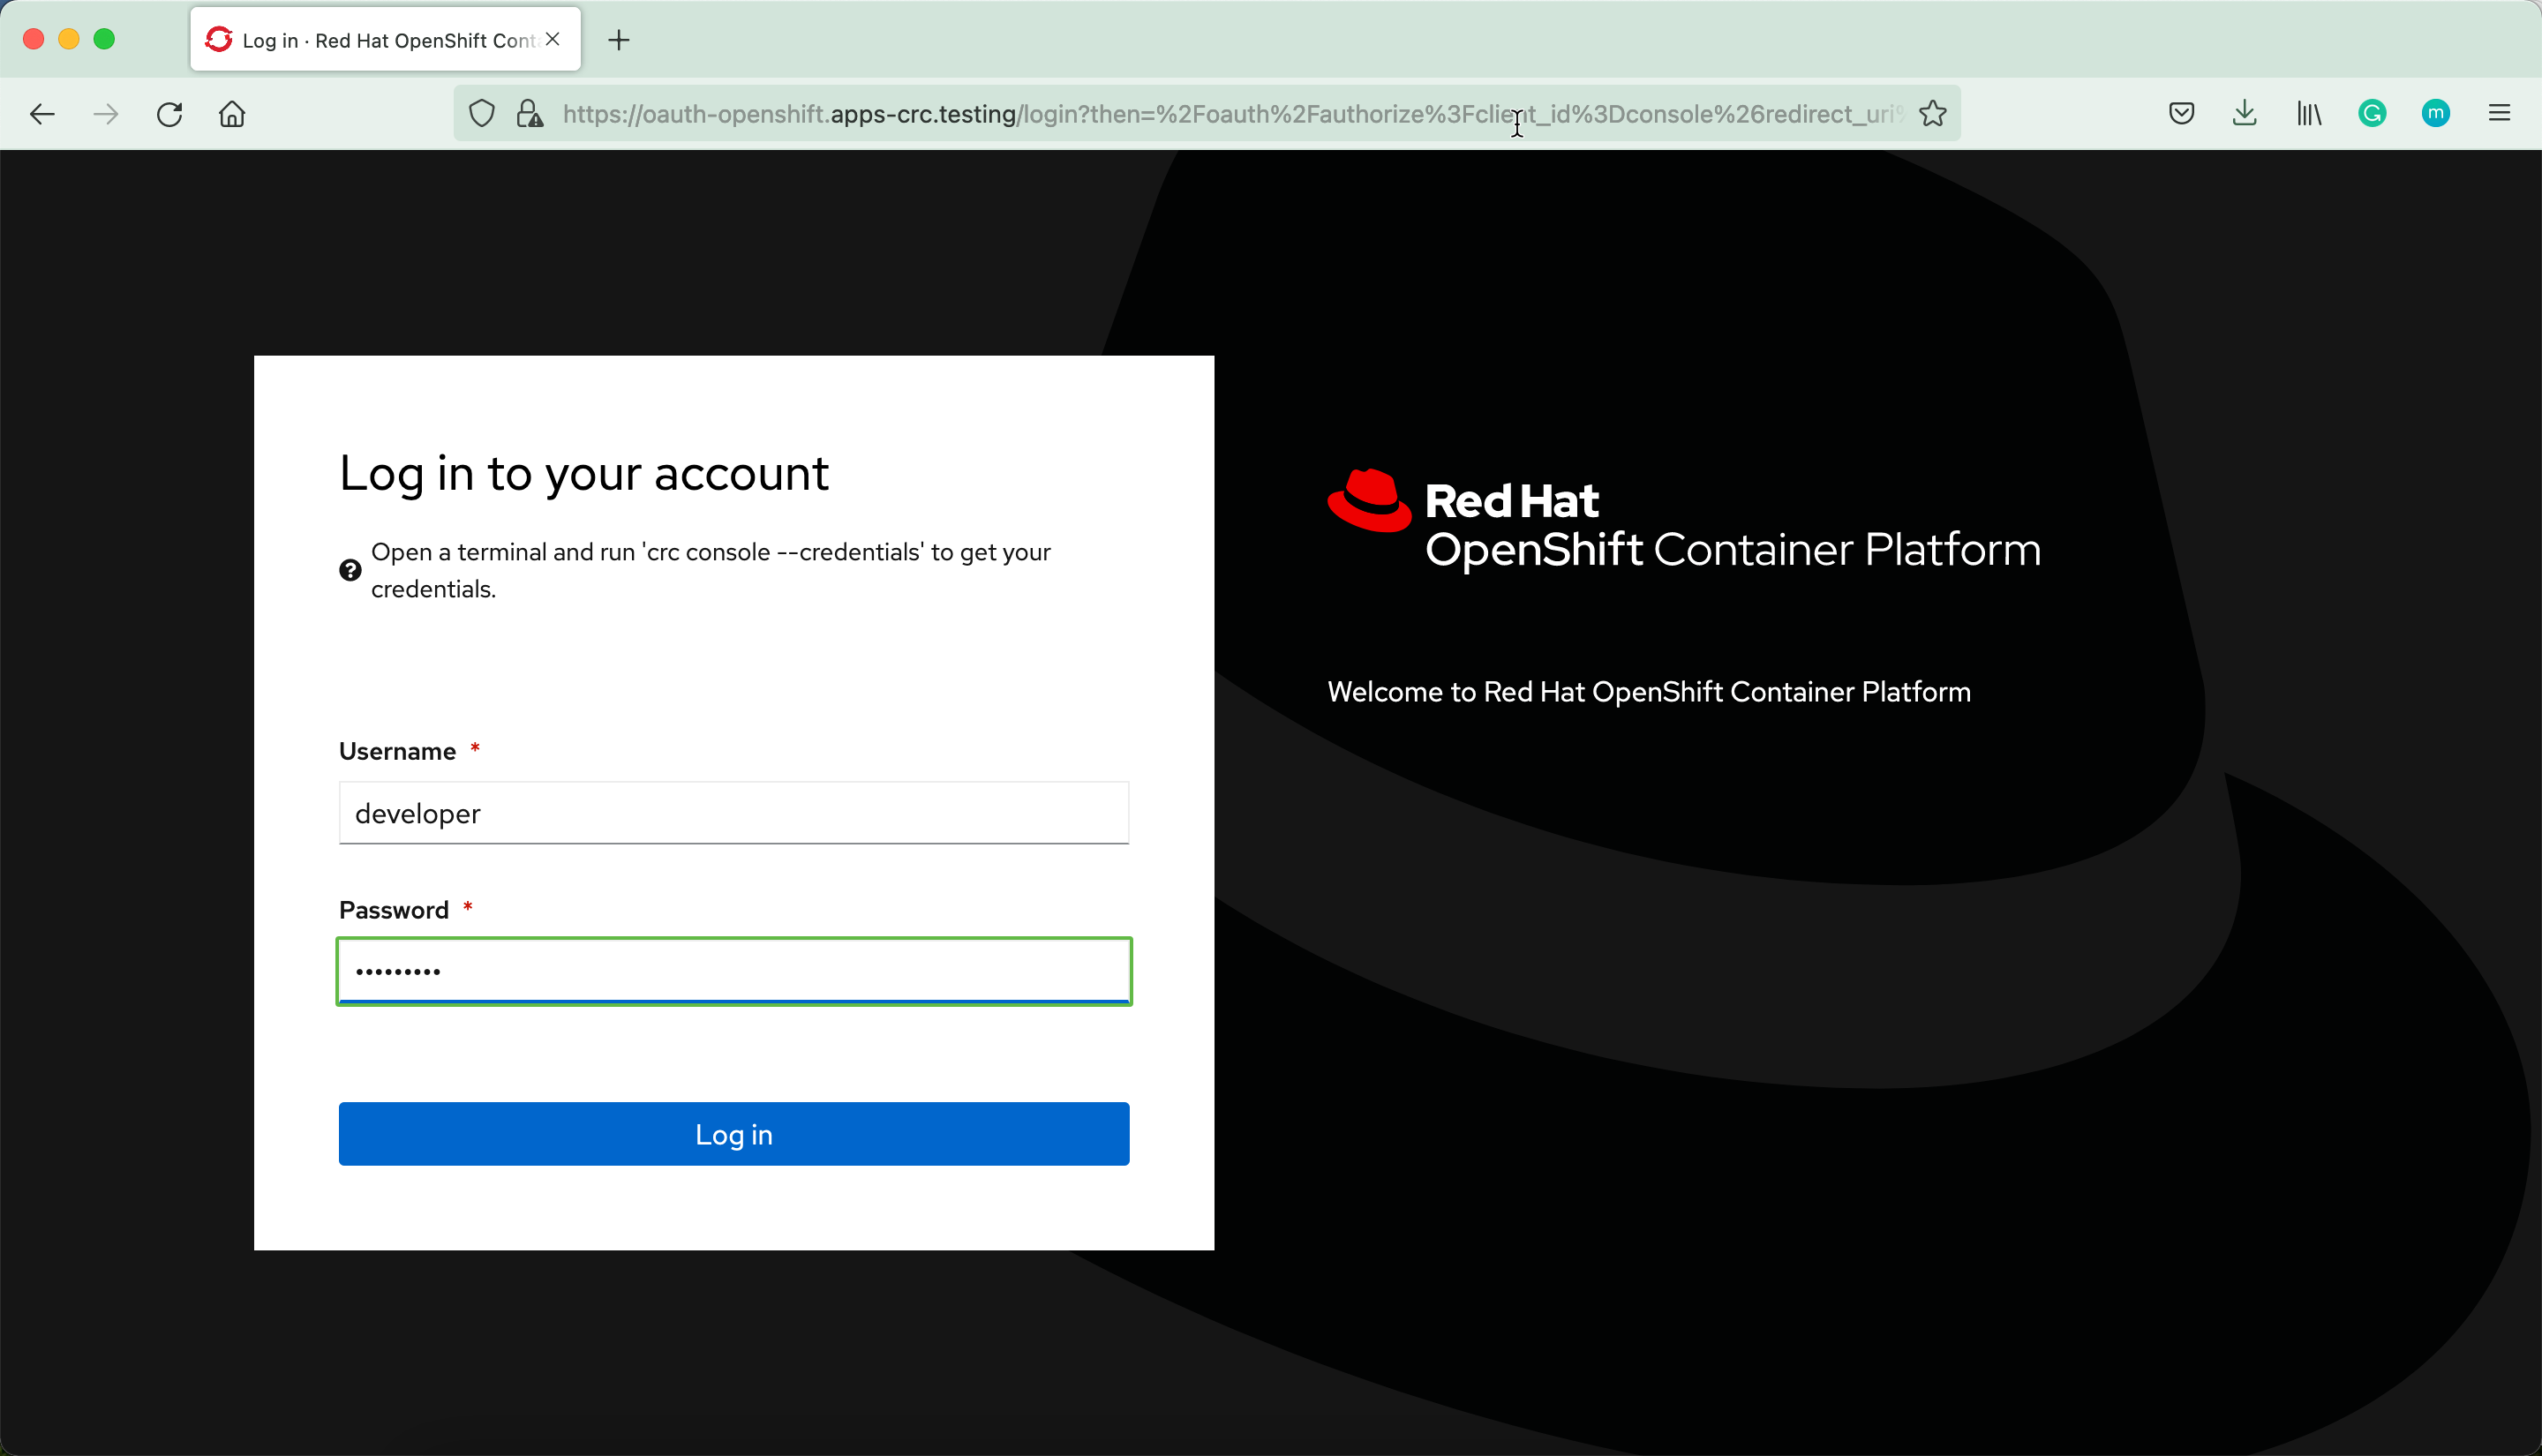 Log in · Red Hat OpenShift Cont
https://oauth-openshift.apps-crc.testing/login?then=%2Foauth%2Fauthorize%3Fclient_id%3Dconsole%26redirect_uri%
m
Log in to your account
Open a terminal and run 'crc console --credentials' to get your
credentials.
Username *
developer
Password *
•••••••••
Log in
Red Hat
OpenShift Container Platform
Welcome to Red Hat OpenShift Container Platform